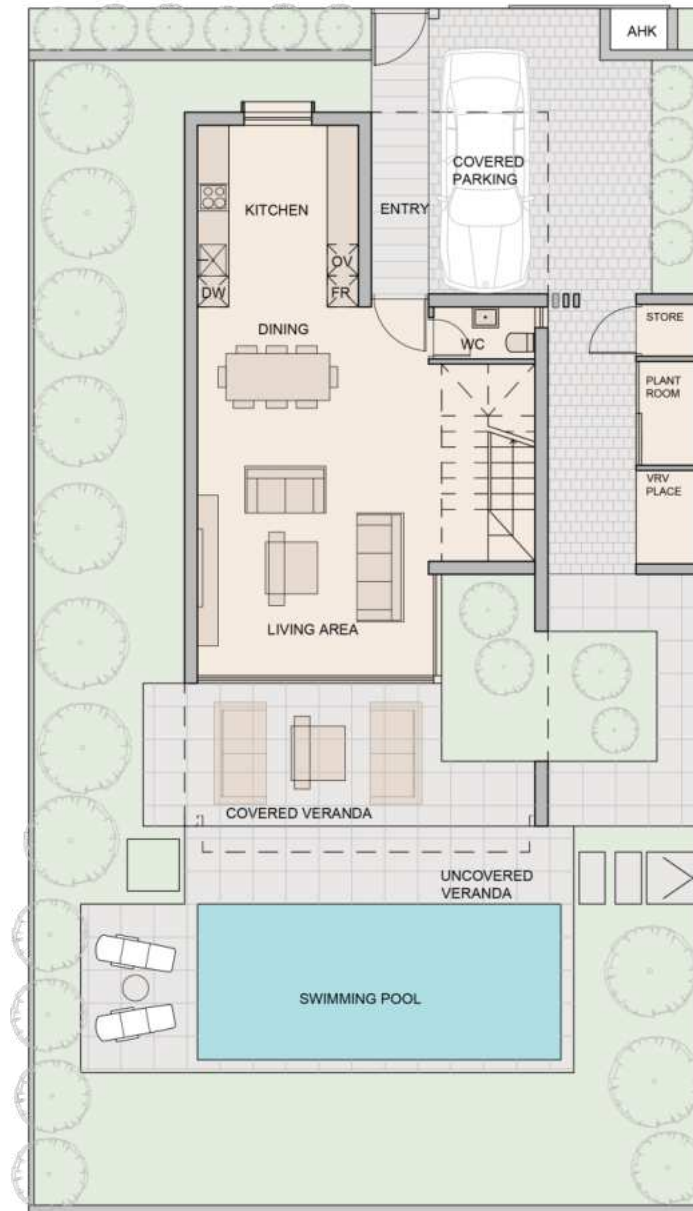 AHK
COVERED
PARKING
KITCHEN
ENTRY
OV
DW
FR
STORE
DINING
WC
PLANT
ROOM
VRV
PLACE
LIVING AREA
COVERED VERANDA
UNCOVERED
VERANDA
SWIMMING POOL